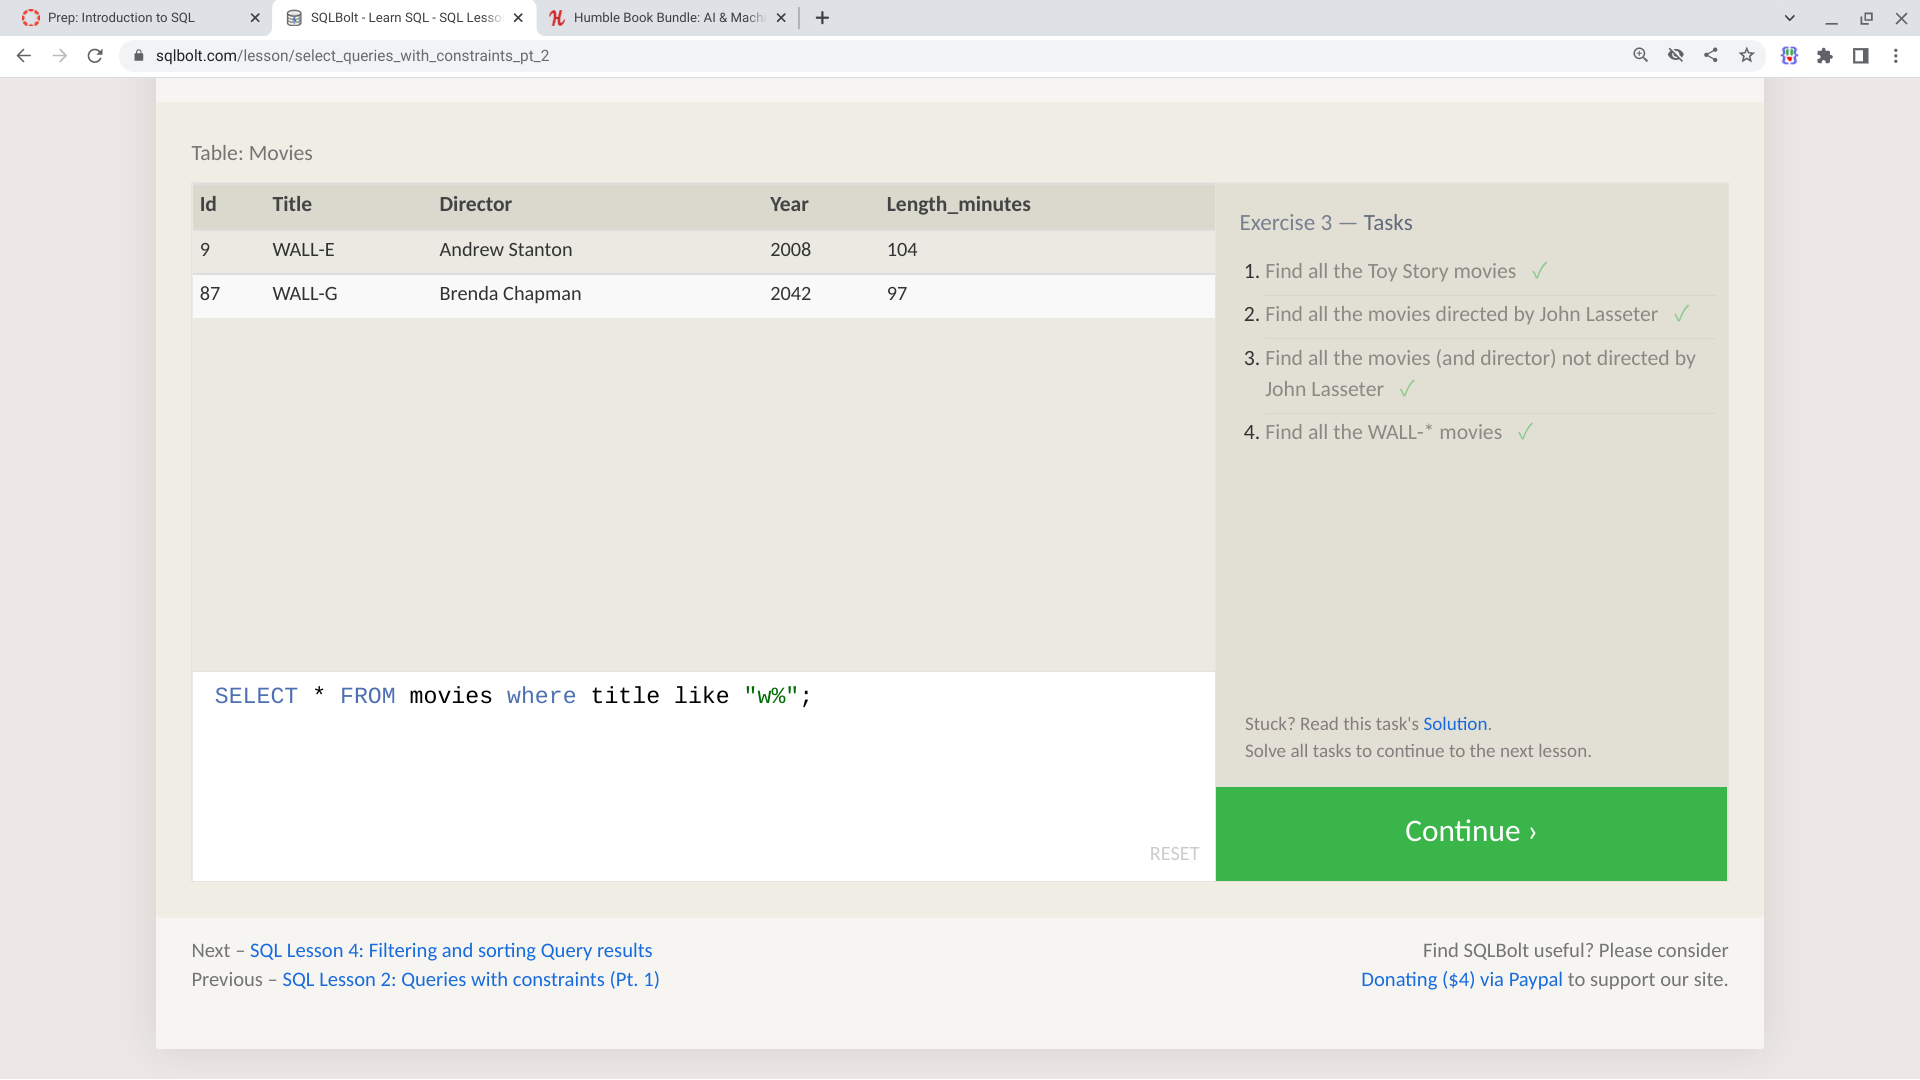 Prep: Introduction to SQL
SQLBolt - Learn SQL - SQL Lesso
Humble Book Bundle: AI & Machi
sqlbolt.com/lesson/select_queries_with_constraints_pt_2
Table: Movies
Id Title Director Year Length_minutes
9 WALL-E Andrew Stanton 2008 104
87 WALL-G Brenda Chapman 2042 97
SELECT * FROM movies where title like "w%";
RESET
Exercise 3 — Tasks
1. Find all the Toy Story movies ✓
2. Find all the movies directed by John Lasseter ✓
3. Find all the movies (and director) not directed by
John Lasseter ✓
4. Find all the WALL-* movies ✓
Stuck? Read this task's Solution.
Solve all tasks to continue to the next lesson.
Continue ›
Next – SQL Lesson 4: Filtering and sorting Query results
Previous – SQL Lesson 2: Queries with constraints (Pt. 1)
Find SQLBolt useful? Please consider
Donating ($4) via Paypal to support our site.